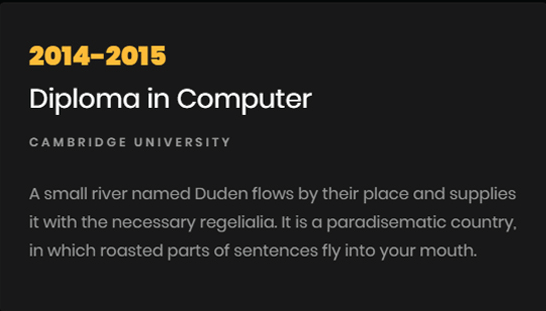 2014-2015
Diploma in Computer
CAMBRIDGE UNIVERSITY
A small river named Duden flows by their place and supplies
it with the necessary regelialia. It is a paradisematic country,
in which roasted parts of sentences fly into your mouth.